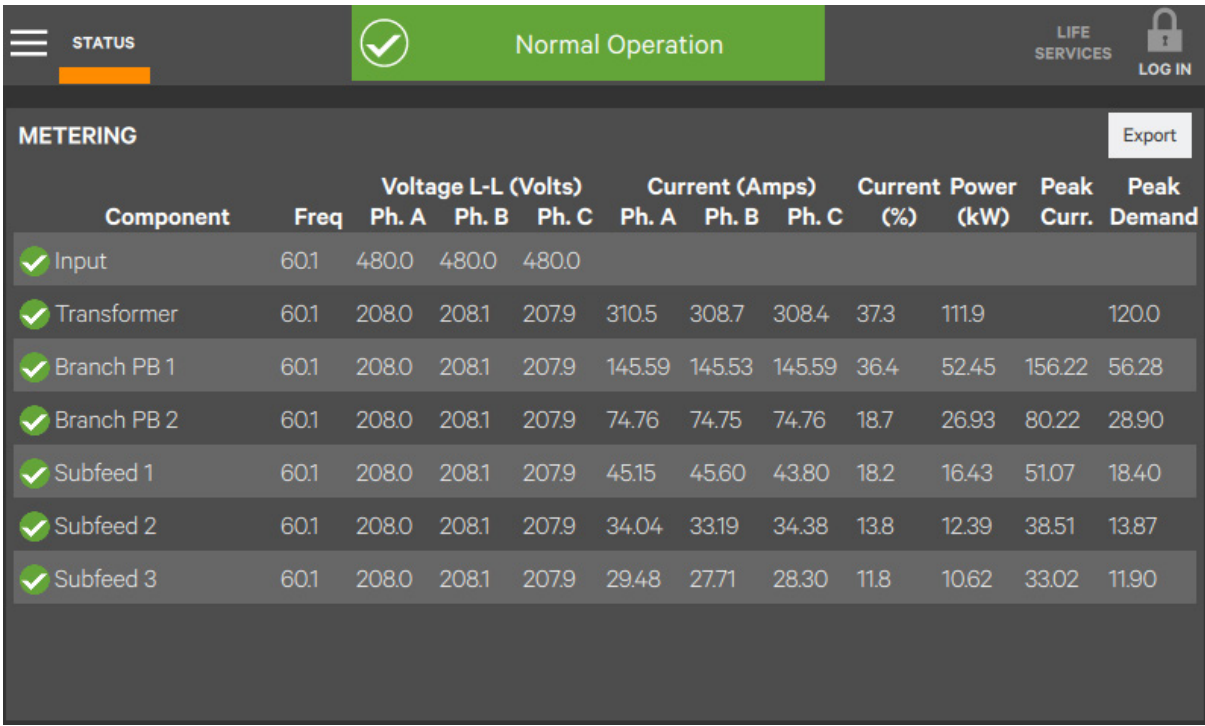 STATUS
Normal Operation
LIFE
SERVICES
LOG IN
METERING
Export
Voltage L-L (Volts) Current (Amps) Current Power Peak Peak
Component Freq Ph. A Ph. B Ph. C Ph. A Ph. B Ph. C (%) (kW) Curr. Demand
Input 60.1 480.0 480.0 480.0
Transformer 60.1 208.0 208.1 207.9 310.5 308.7 308.4 37.3 111.9 120.0
Branch PB 1 60.1 208.0 208.1 207.9 145.59 145.53 145.59 36.4 52.45 156.22 56.28
Branch PB 2 60.1 208.0 208.1 207.9 74.76 74.75 74.76 18.7 26.93 80.22 28.90
Subfeed 1 60.1 208.0 208.1 207.9 45.15 45.60 43.80 18.2 16.43 51.07 18.40
Subfeed 2 60.1 208.0 208.1 207.9 34.04 33.19 34.38 13.8 12.39 38.51 13.87
Subfeed 3 60.1 208.0 208.1 207.9 29.48 27.71 28.30 11.8 10.62 33.02 11.90